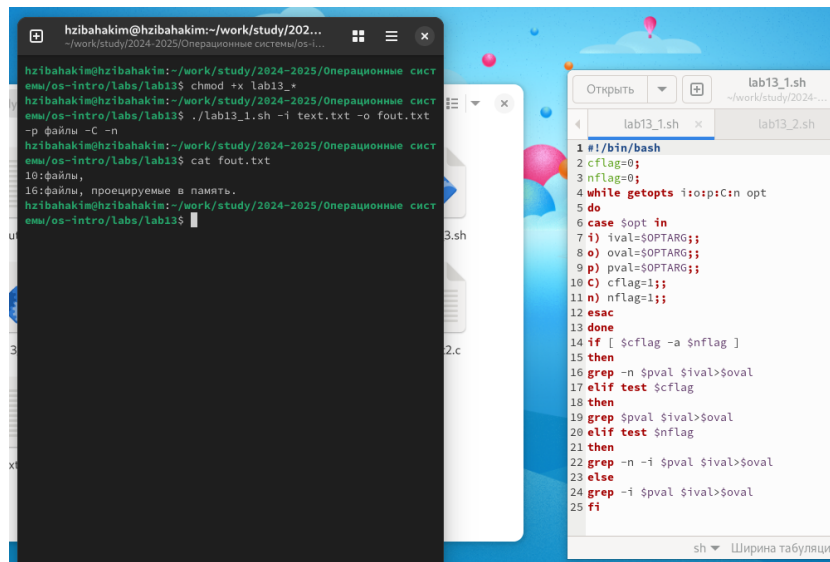 hzibahakim@hzibahakim:~/work/study/202...
~/work/study/2024-2025/Операционные системы/os-i...
hzibahakim@hzibahakim:~/work/study/2024-2025/Операционные сист
емы/os-intro/labs/lab13$ chmod +x lab13_*
hzibahakim@hzibahakim:~/work/study/2024-2025/Операционные сист
емы/os-intro/labs/lab13$ ./lab13_1.sh -i text.txt -o fout.txt
-p файлы -C -n
hzibahakim@hzibahakim:~/work/study/2024-2025/Операционные сист
емы/os-intro/labs/lab13$ cat fout.txt
10:файлы,
16:файлы, проецируемые в память.
hzibahakim@hzibahakim:~/work/study/2024-2025/Операционные сист
емы/os-intro/labs/lab13$
3.sh
2.c
Открыть
lab13_1.sh
~/work/study/2024-...
lab13_1.sh
lab13_2.sh
1 #!/bin/bash
2 cflag=0;
3 nflag=0;
4 while getopts i:o:p:C:n opt
5 do
6 case $opt in
7 i) ival=$OPTARG;;
8 o) oval=$OPTARG;;
9 p) pval=$OPTARG;;
10 C) cflag=1;;
11 n) nflag=1;;
12 esac
13 done
14 if [ $cflag -a $nflag ]
15 then
16 grep -n $pval $ival>$oval
17 elif test $cflag
18 then
19 grep $pval $ival>$oval
20 elif test $nflag
21 then
22 grep -n -i $pval $ival>$oval
23 else
24 grep -i $pval $ival>$oval
25 fi
sh
Ширина табуляци